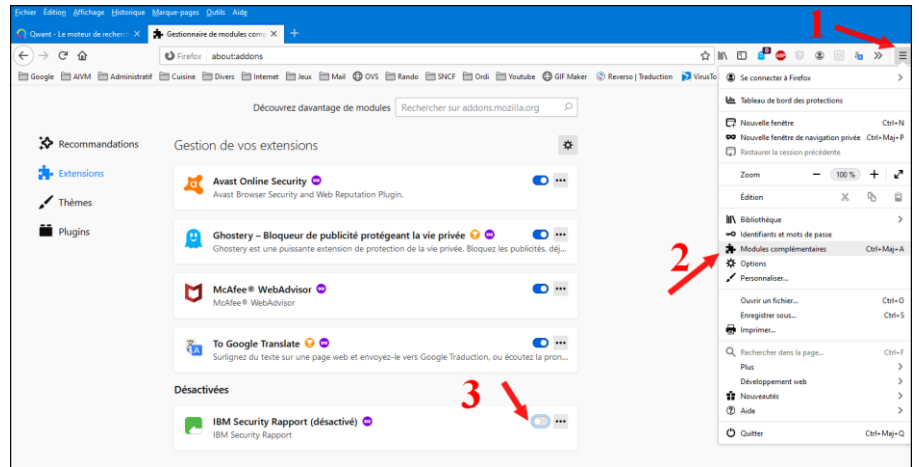 Fichier Édition Affichage Historique Marque-pages Outils Aide
Qwant - Le moteur de recherch
Gestionnaire de modules comp
1
Firefox about:addons
Google AIVM Administratif Cuisine Divers Internet Jeux Mail OVS Rando SNCF Ordi Youtube GIF Maker Reverso | Traduction VirusTo
Découvrez davantage de modules Rechercher sur addons.mozilla.org
Recommandations
Extensions
Thèmes
Plugins
Gestion de vos extensions
Avast Online Security
Avast Browser Security and Web Reputation Plugin.
Ghostery – Bloqueur de publicité protégeant la vie privée
Ghostery est une puissante extension de protection de la vie privée. Bloquez les publicités, déj...
McAfee® WebAdvisor
McAfee® WebAdvisor
To Google Translate
Surlignez du texte sur une page web et envoyez-le vers Google Traduction, ou écoutez la pron...
Désactivées
3
IBM Security Rapport (désactivé)
IBM Security Rapport
Se connecter à Firefox
Tableau de bord des protections
Nouvelle fenêtre Ctrl+N
Nouvelle fenêtre de navigation privée Ctrl+Maj+P
Restaurer la session précédente
Zoom 100 %
Édition
Bibliothèque
Identifiants et mots de passe
2
Modules complémentaires Ctrl+Maj+A
Options
Personnaliser...
Ouvrir un fichier... Ctrl+O
Enregistrer sous... Ctrl+S
Imprimer...
Rechercher dans la page... Ctrl+F
Plus
Développement web
Nouveautés
Aide
Quitter Ctrl+Maj+Q